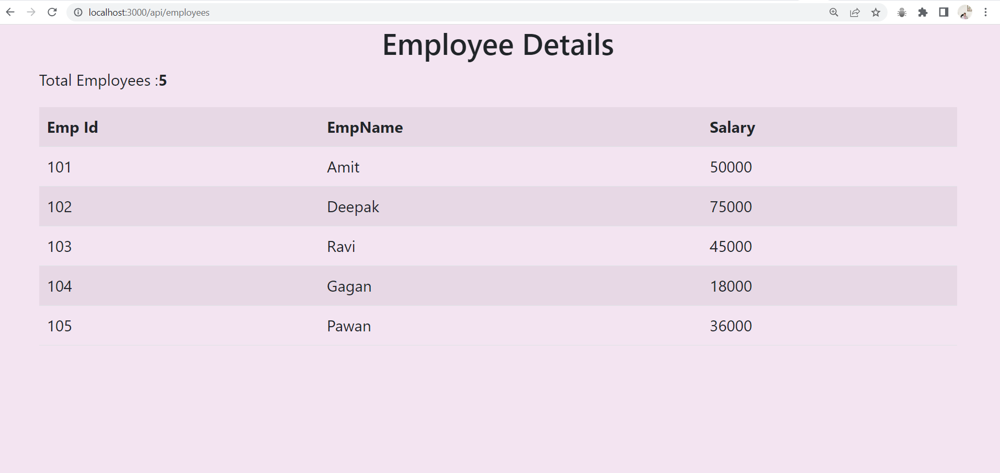 localhost:3000/api/employees
Employee Details
Total Employees :5
Emp Id EmpName Salary
101 Amit 50000
102 Deepak 75000
103 Ravi 45000
104 Gagan 18000
105 Pawan 36000